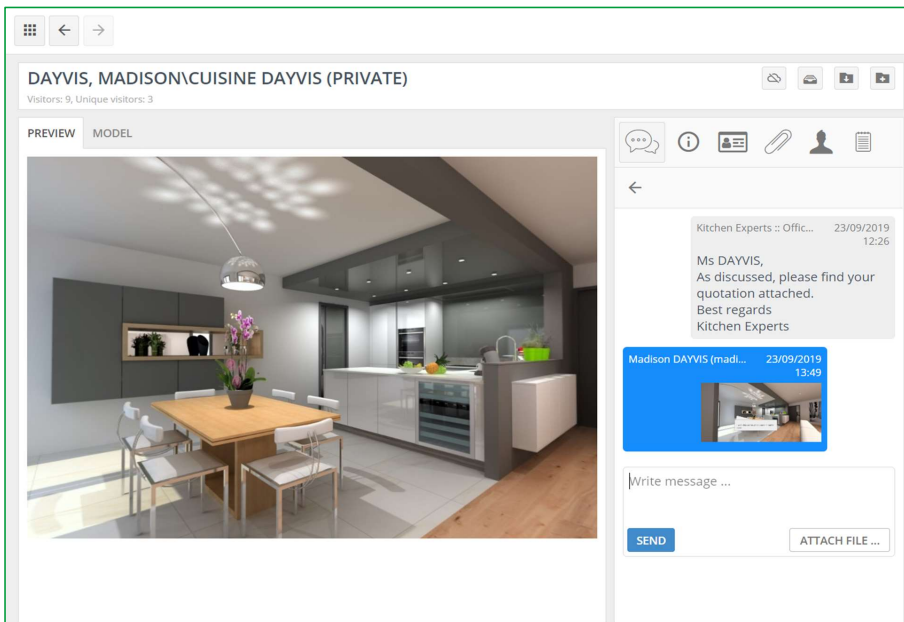 DAYVIS, MADISON\CUISINE DAYVIS (PRIVATE)
Visitors: 9, Unique visitors: 3
PREVIEW MODEL
Kitchen Experts :: Offic... 23/09/2019
12:26
Ms DAYVIS,
As discussed, please find your
quotation attached.
Best regards
Kitchen Experts
Madison DAYVIS (madi... 23/09/2019
13:49
Write message ...
SEND
ATTACH FILE ...